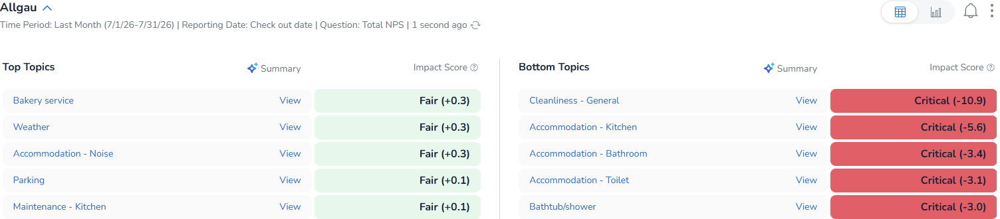 Allgau
Time Period: Last Month (7/1/26-7/31/26) | Reporting Date: Check out date | Question: Total NPS | 1 second ago
Top Topics Summary Impact Score
Bakery service View Fair (+0.3)
Weather View Fair (+0.3)
Accommodation - Noise View Fair (+0.3)
Parking View Fair (+0.1)
Maintenance - Kitchen View Fair (+0.1)
Bottom Topics Summary Impact Score
Cleanliness - General View Critical (-10.9)
Accommodation - Kitchen View Critical (-5.6)
Accommodation - Bathroom View Critical (-3.4)
Accommodation - Toilet View Critical (-3.1)
Bathtub/shower View Critical (-3.0)